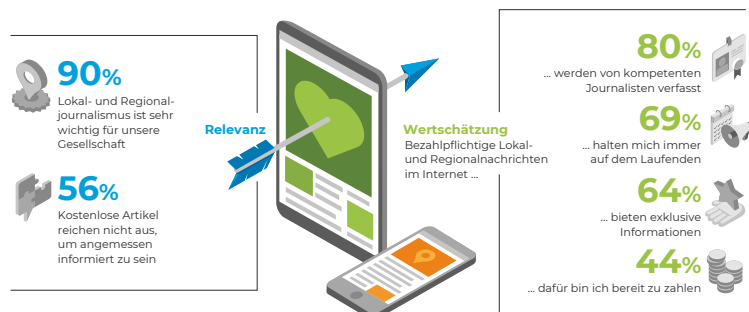 90%
Lokal- und Regional-
journalismus ist sehr
wichtig für unsere
Gesellschaft
56%
Kostenlose Artikel
reichen nicht aus,
um angemessen
informiert zu sein
Relevanz
Wertschätzung
Bezahlpflichtige Lokal-
und Regionalnachrichten
im Internet ...
80%
... werden von kompetenten
Journalisten verfasst
69%
... halten mich immer
auf dem Laufenden
64%
... bieten exklusive
Informationen
44%
... dafür bin ich bereit zu zahlen